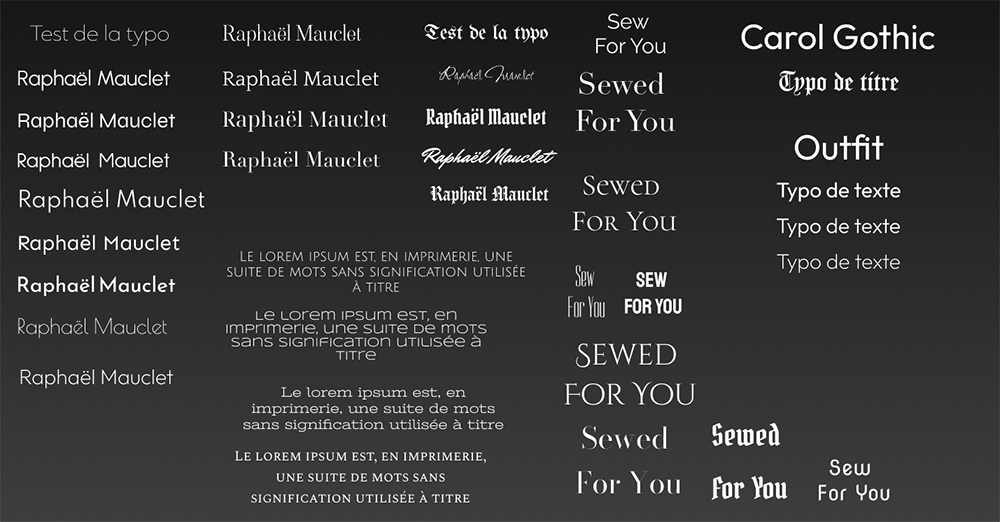 Test de la typo
Raphaël Mauclet
Raphaël Mauclet
Raphaël Mauclet
Raphaël Mauclet
Raphaël Mauclet
Raphaël Mauclet
Raphaël Mauclet
Raphaël Mauclet
Raphaël Mauclet
Raphaël Mauclet
Raphaël Mauclet
Raphaël Mauclet
Test de la typo
Raphaël Mauclet
Raphaël Mauclet
Raphaël Mauclet
Raphaël Mauclet
Le lorem ipsum est, en imprimerie, une
suite de mots sans signification utilisée
à titre
Le lorem ipsum est, en
imprimerie, une suite de mots
sans signification utilisée à
titre
Le lorem ipsum est, en
imprimerie, une suite de mots
sans signification utilisée à titre
Le lorem ipsum est, en imprimerie,
une suite de mots sans
signification utilisée à titre
Sew
For You
Sewed
For You
Sewed
For You
Sew
For You
SEW
FOR YOU
Sewed
For You
Sewed
For You
Sewed
For You
Sew
For You
Carol Gothic
Typo de titre
Outfit
Typo de texte
Typo de texte
Typo de texte